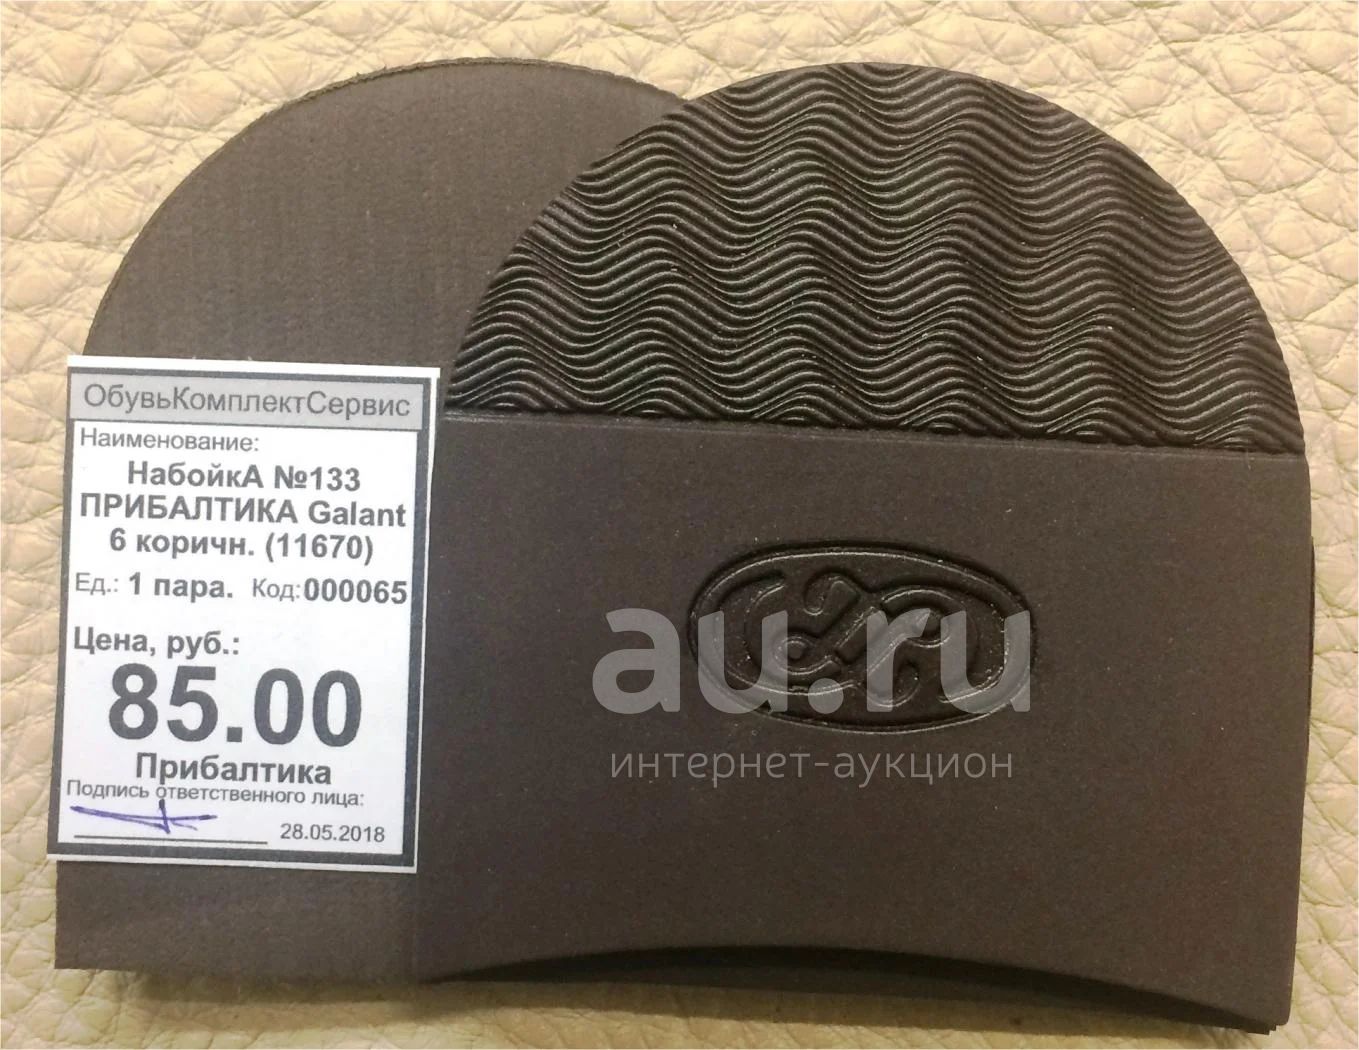 ОбувьКомплектСервис
Наименование:
НабойкА №133
ПРИБАЛТИКА Galant
6 коричн. (11670)
Ед.: 1 пара. Код:000065
Цена, руб.:
85.00
Прибалтика
Подпись ответственного лица:
28.05.2018
au.ru
интернет-аукцион